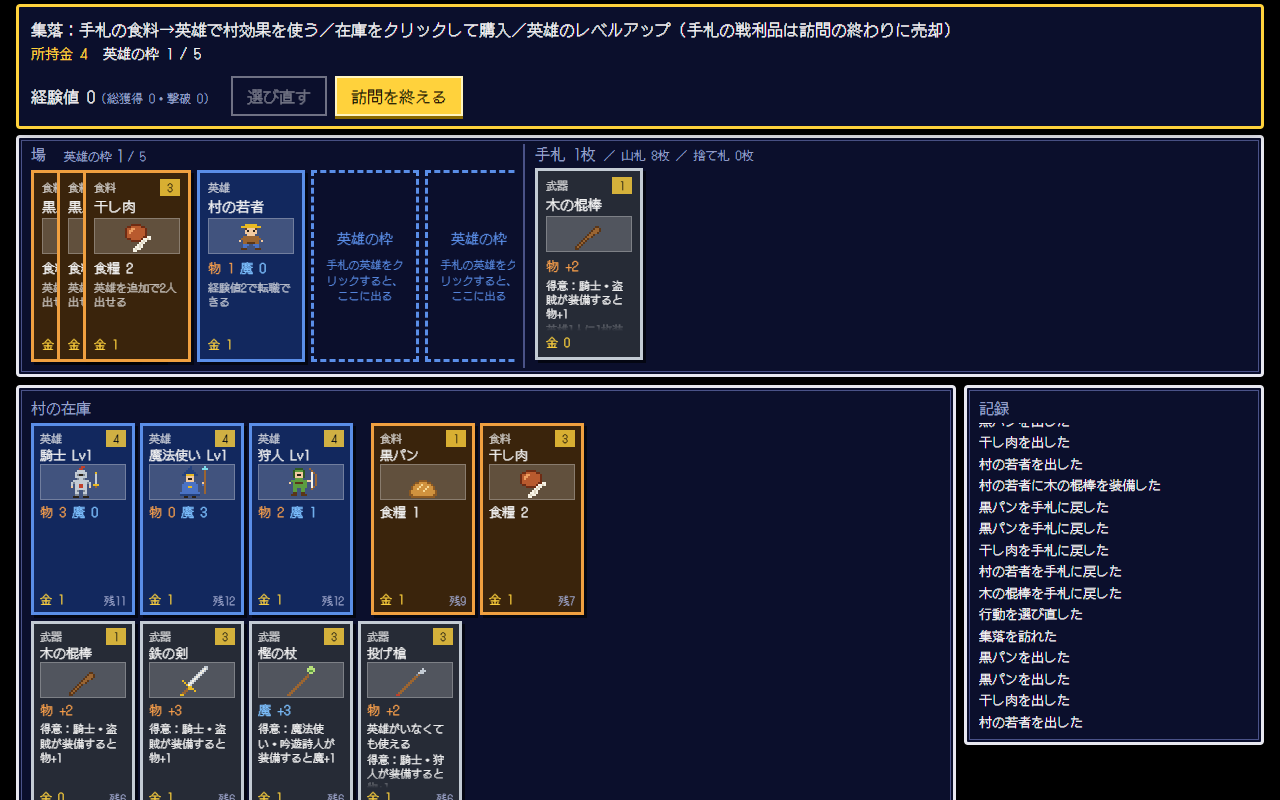 集落：手札の食料→英雄で村効果を使う／在庫をクリックして購入／英雄のレベルアップ（手札の戦利品は訪問の終わりに売却）
所持金 4 英雄の枠 1 / 5
経験値 0 (総獲得 0・撃破 0)
選び直す
訪問を終える
場 英雄の枠 1 / 5
食料
黒
食料
黒
食料 3
干し肉
食糧 2
英雄を追加で2人
出せる
金
金
金 1
英雄
村の若者
物 1 魔 0
経験値2で転職で
きる
金 1
英雄の枠
手札の英雄をク
リックすると、
ここに出る
英雄の枠
手札の英雄をク
リックすると、
ここに出る
手札 1枚 ／ 山札 8枚 ／ 捨て札 0枚
武器 1
木の棍棒
物 +2
得意：騎士・盗
賊が装備すると
物+1
金 0
村の在庫
英雄 4
騎士 Lv1
物 3 魔 0
金 1 残11
英雄 4
魔法使い Lv1
物 0 魔 3
金 1 残12
英雄 4
狩人 Lv1
物 2 魔 1
金 1 残12
食料 1
黒パン
食糧 1
金 1 残9
食料 3
干し肉
食糧 2
金 1 残7
武器 1
木の棍棒
物 +2
得意：騎士・盗
賊が装備すると
物+1
金 0 残6
武器 3
鉄の剣
物 +3
得意：騎士・盗
賊が装備すると
物+1
金 1 残6
武器 3
樫の杖
魔 +3
得意：魔法使
い・吟遊詩人が
装備すると魔+1
金 1 残6
武器 3
投げ槍
物 +2
英雄がいなくて
も使える
得意：騎士・狩
人が装備すると
金 1 残6
記録
黒パンを出した
干し肉を出した
村の若者を出した
村の若者に木の棍棒を装備した
黒パンを手札に戻した
黒パンを手札に戻した
干し肉を手札に戻した
村の若者を手札に戻した
木の棍棒を手札に戻した
行動を選び直した
集落を訪れた
黒パンを出した
黒パンを出した
干し肉を出した
村の若者を出した